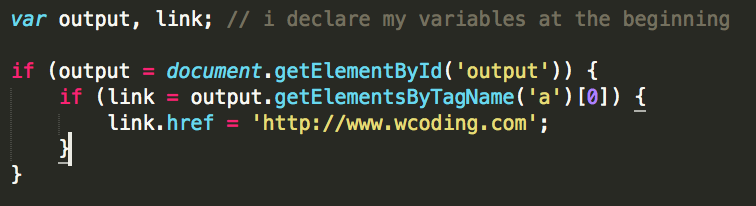 var output, link; // i declare my variables at the beginning
if (output = document.getElementById('output')) {
    if (link = output.getElementsByTagName('a')[0]) {
        link.href = 'http://www.wcoding.com';
    }
}